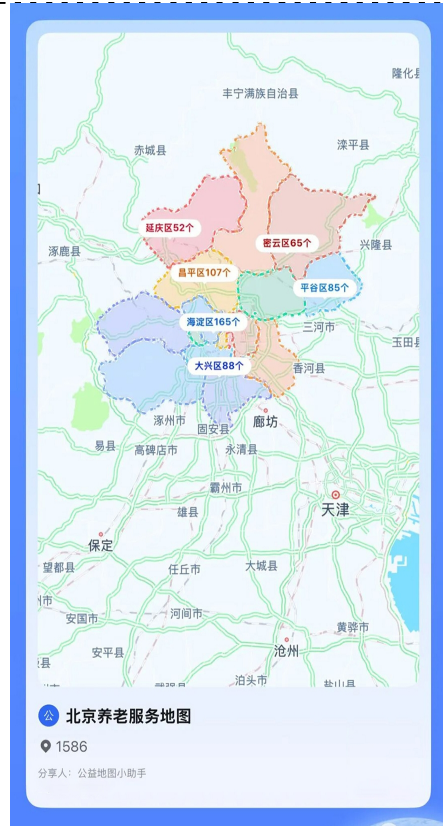 隆化县
丰宁满族自治县
赤城县
滦平县
延庆区52个
密云区65个
兴隆县
涿鹿县
昌平区107个
平谷区85个
海淀区165个
三河市
玉田县
大兴区88个
香河县
涿州市
固安县
廊坊
易县
高碑店市
永清县
霸州市
雄县
天津
保定
望都县
任丘市
大城县
州市
安国市
河间市
黄骅市
安平县
县
沧州
泊头市
盐山县
公 北京养老服务地图
1586
分享人：公益地图小助手